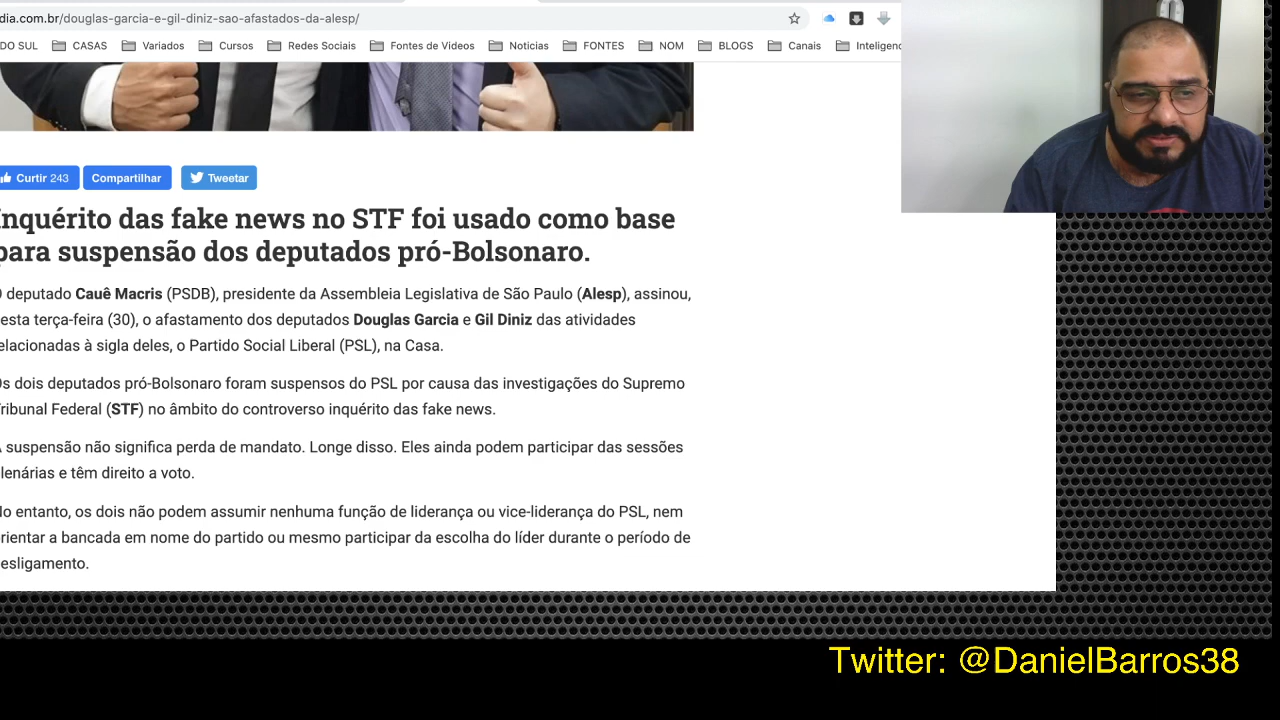 dia.com.br/douglas-garcia-e-gil-diniz-sao-afastados-da-alesp/
DO SUL CASAS Variados Cursos Redes Sociais Fontes de Videos Noticias FONTES NOM BLOGS Canais Inteligenc
Curtir 243 Compartilhar Tweetar
nquérito das fake news no STF foi usado como base
para suspensão dos deputados pró-Bolsonaro.
O deputado Cauê Macris (PSDB), presidente da Assembleia Legislativa de São Paulo (Alesp), assinou,
esta terça-feira (30), o afastamento dos deputados Douglas Garcia e Gil Diniz das atividades
elacionadas à sigla deles, o Partido Social Liberal (PSL), na Casa.
Os dois deputados pró-Bolsonaro foram suspensos do PSL por causa das investigações do Supremo
ribunal Federal (STF) no âmbito do controverso inquérito das fake news.
A suspensão não significa perda de mandato. Longe disso. Eles ainda podem participar das sessões
lenárias e têm direito a voto.
No entanto, os dois não podem assumir nenhuma função de liderança ou vice-liderança do PSL, nem
rientar a bancada em nome do partido ou mesmo participar da escolha do líder durante o período de
esligamento.
Twitter: @DanielBarros38